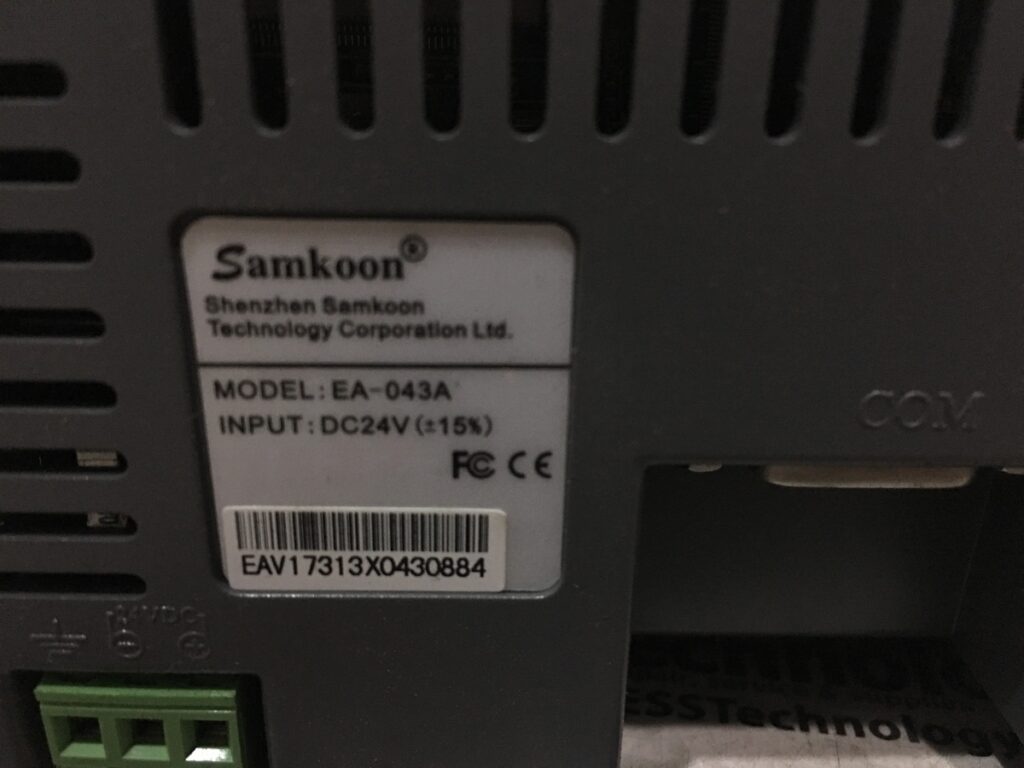 Samkoon®
Shenzhen Samkoon
Technology Corporation Ltd.
MODEL: EA-043A
INPUT: DC24V(±15%)
FC CE
EAV17313X0430884
COM
24VDC
ESSTechnology